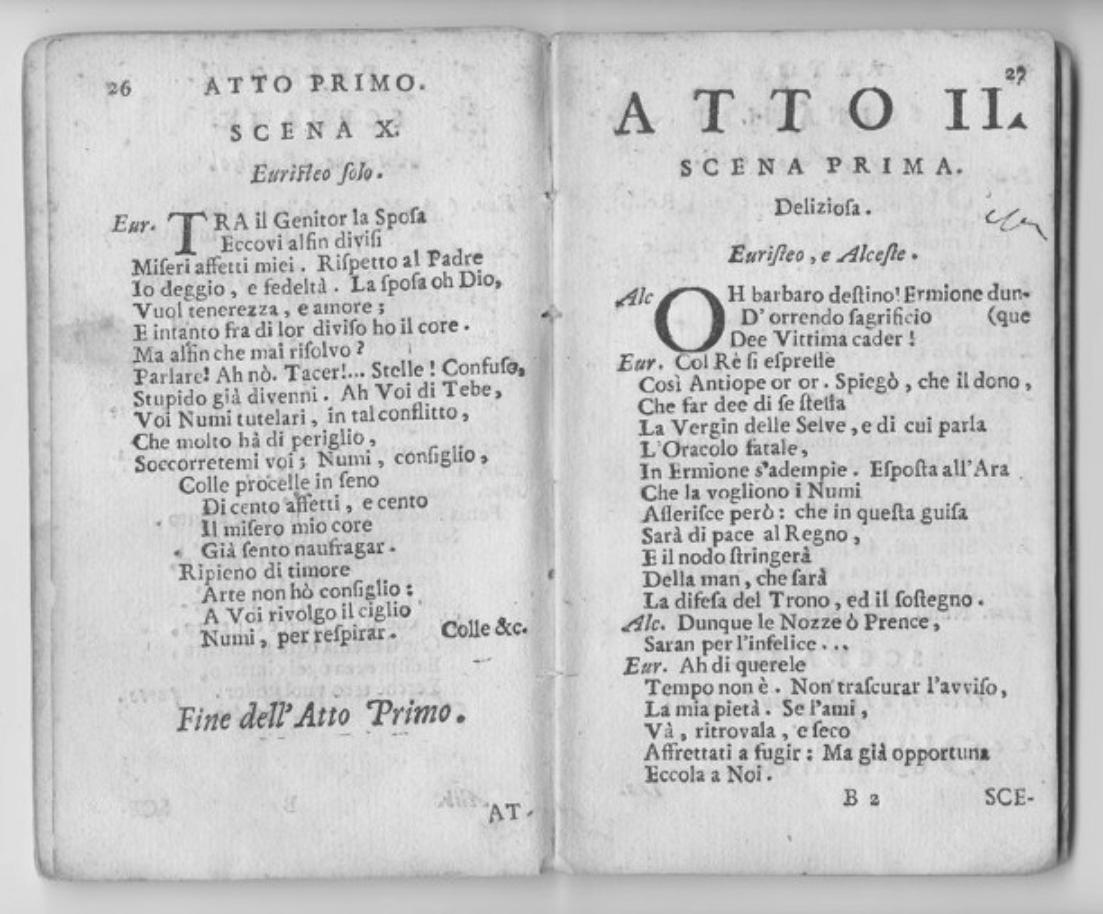 26 ATTO PRIMO.
SCENA X.
Euriſteo ſolo.
Eur. TRA il Genitor la Spoſa
Eccovi alfin diviſi
Miſeri affetti miei. Riſpetto al Padre
Io deggio, e fedeltà. La ſpoſa oh Dio,
Vuol tenerezza, e amore;
E intanto fra di lor diviſo ho il core.
Ma alfin che mai riſolvo?
Parlare! Ah nò. Tacer!... Stelle! Confuſo,
Stupido già divenni. Ah Voi di Tebe,
Voi Numi tutelari, in tal conflitto,
Che molto hà di periglio,
Soccorretemi voi; Numi, conſiglio,
Colle procelle in ſeno
Di cento affetti, e cento
Il miſero mio core
Già ſento naufragar.
Ripieno di timore
Arte non hò conſiglio:
A Voi rivolgo il ciglio
Numi, per reſpirar. Colle &c.
Fine dell'Atto Primo.
AT-
27
ATTO II.
SCENA PRIMA.
Delizioſa.
Euriſteo, e Alceſte.
Alc OH barbaro deſtino! Ermione dun-
D' orrendo ſagrificio (que
Dee Vittima cader!
Eur. Col Rè ſi eſpreſſe
Così Antiope or or. Spiegò, che il dono,
Che far dee di ſe ſteſſa
La Vergin delle Selve, e di cui parla
L'Oracolo fatale,
In Ermione s'adempie. Eſpoſta all'Ara
Che la vogliono i Numi
Aſſeriſce però: che in queſta guiſa
Sarà di pace al Regno,
E il nodo ſtringerà
Della man, che ſarà
La difeſa del Trono, ed il ſoſtegno.
Alc. Dunque le Nozze ò Prence,
Saran per l'infelice...
Eur. Ah di querele
Tempo non è. Non traſcurar l'avviſo,
La mia pietà. Se l'ami,
Và, ritrovala, e ſeco
Affrettati a fugir: Ma già opportuna
Eccola a Noi.
B 2 SCE-